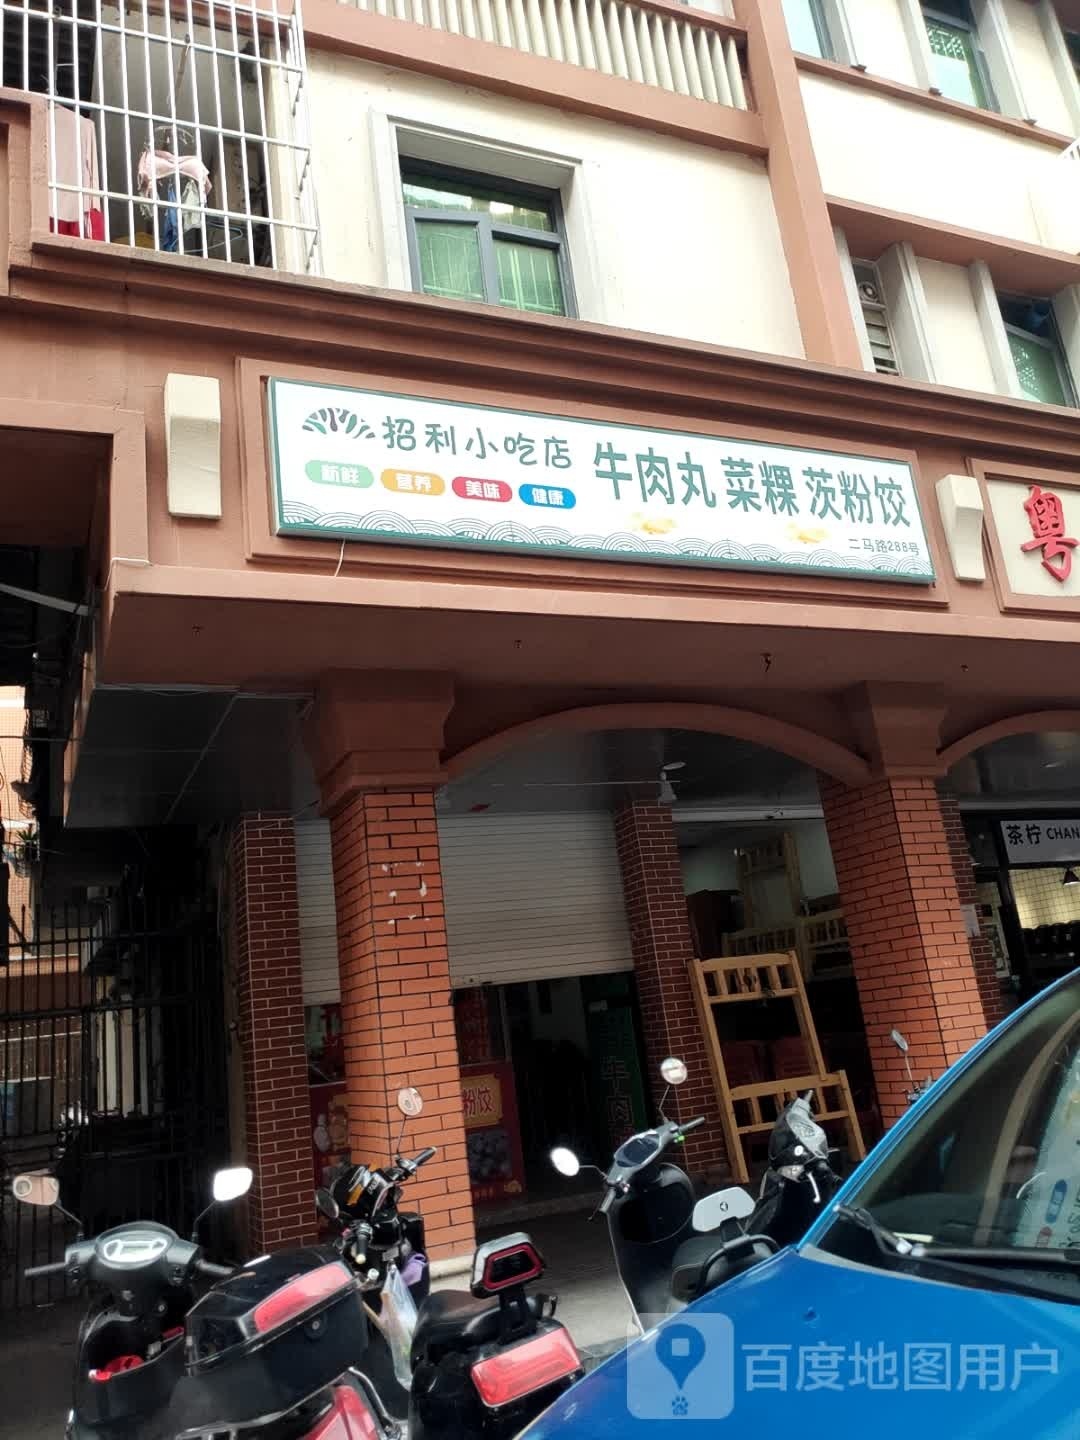 招利小吃店
新鲜 营养 美味 健康
牛肉丸 菜粿 茨粉饺
二马路288号
粤
茶柠 CHAN
粉饺
牛肉
百度地图用户